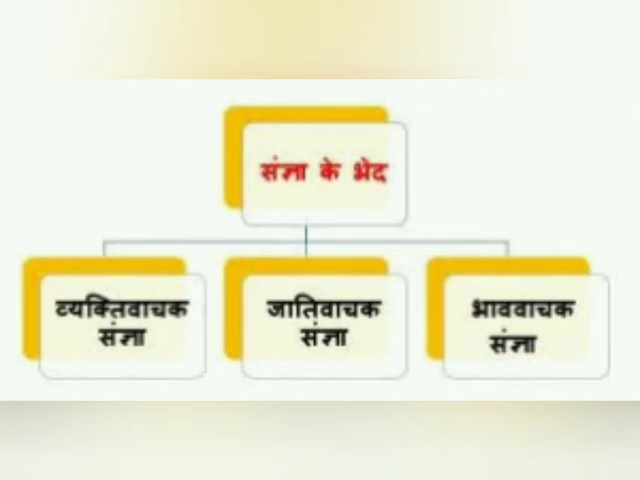 संज्ञा के भेद
व्यक्तिवाचक
संज्ञा
जातिवाचक
संज्ञा
भाववाचक
संज्ञा